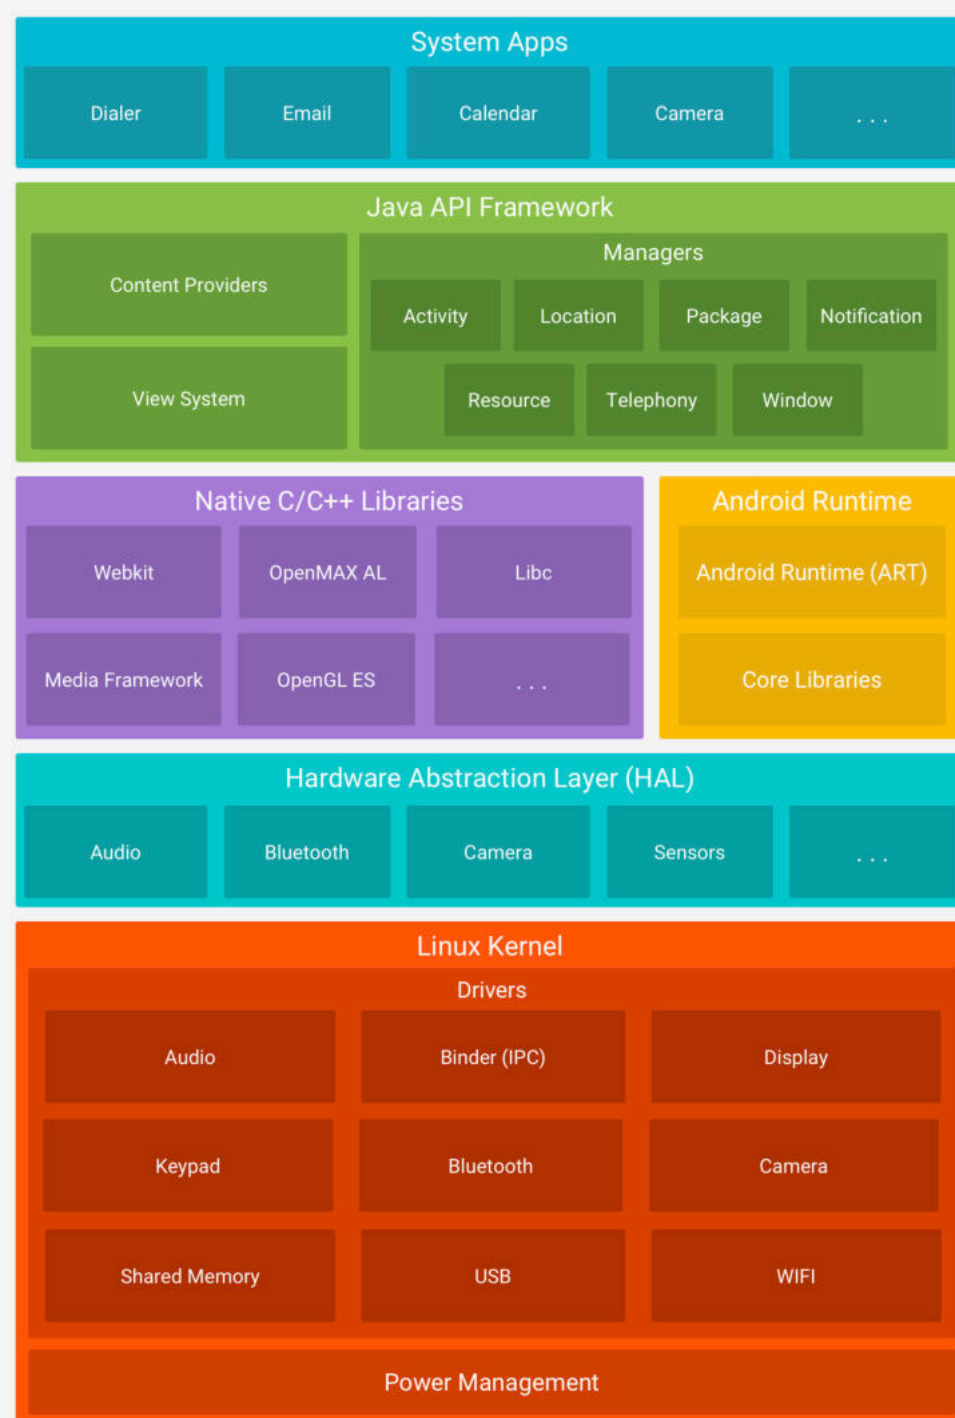 System Apps
Dialer Email Calendar Camera ...
Java API Framework
Content Providers
View System
Managers
Activity Location Package Notification
Resource Telephony Window
Native C/C++ Libraries
Webkit OpenMAX AL Libc
Media Framework OpenGL ES ...
Android Runtime
Android Runtime (ART)
Core Libraries
Hardware Abstraction Layer (HAL)
Audio Bluetooth Camera Sensors ...
Linux Kernel
Drivers
Audio Binder (IPC) Display
Keypad Bluetooth Camera
Shared Memory USB WIFI
Power Management